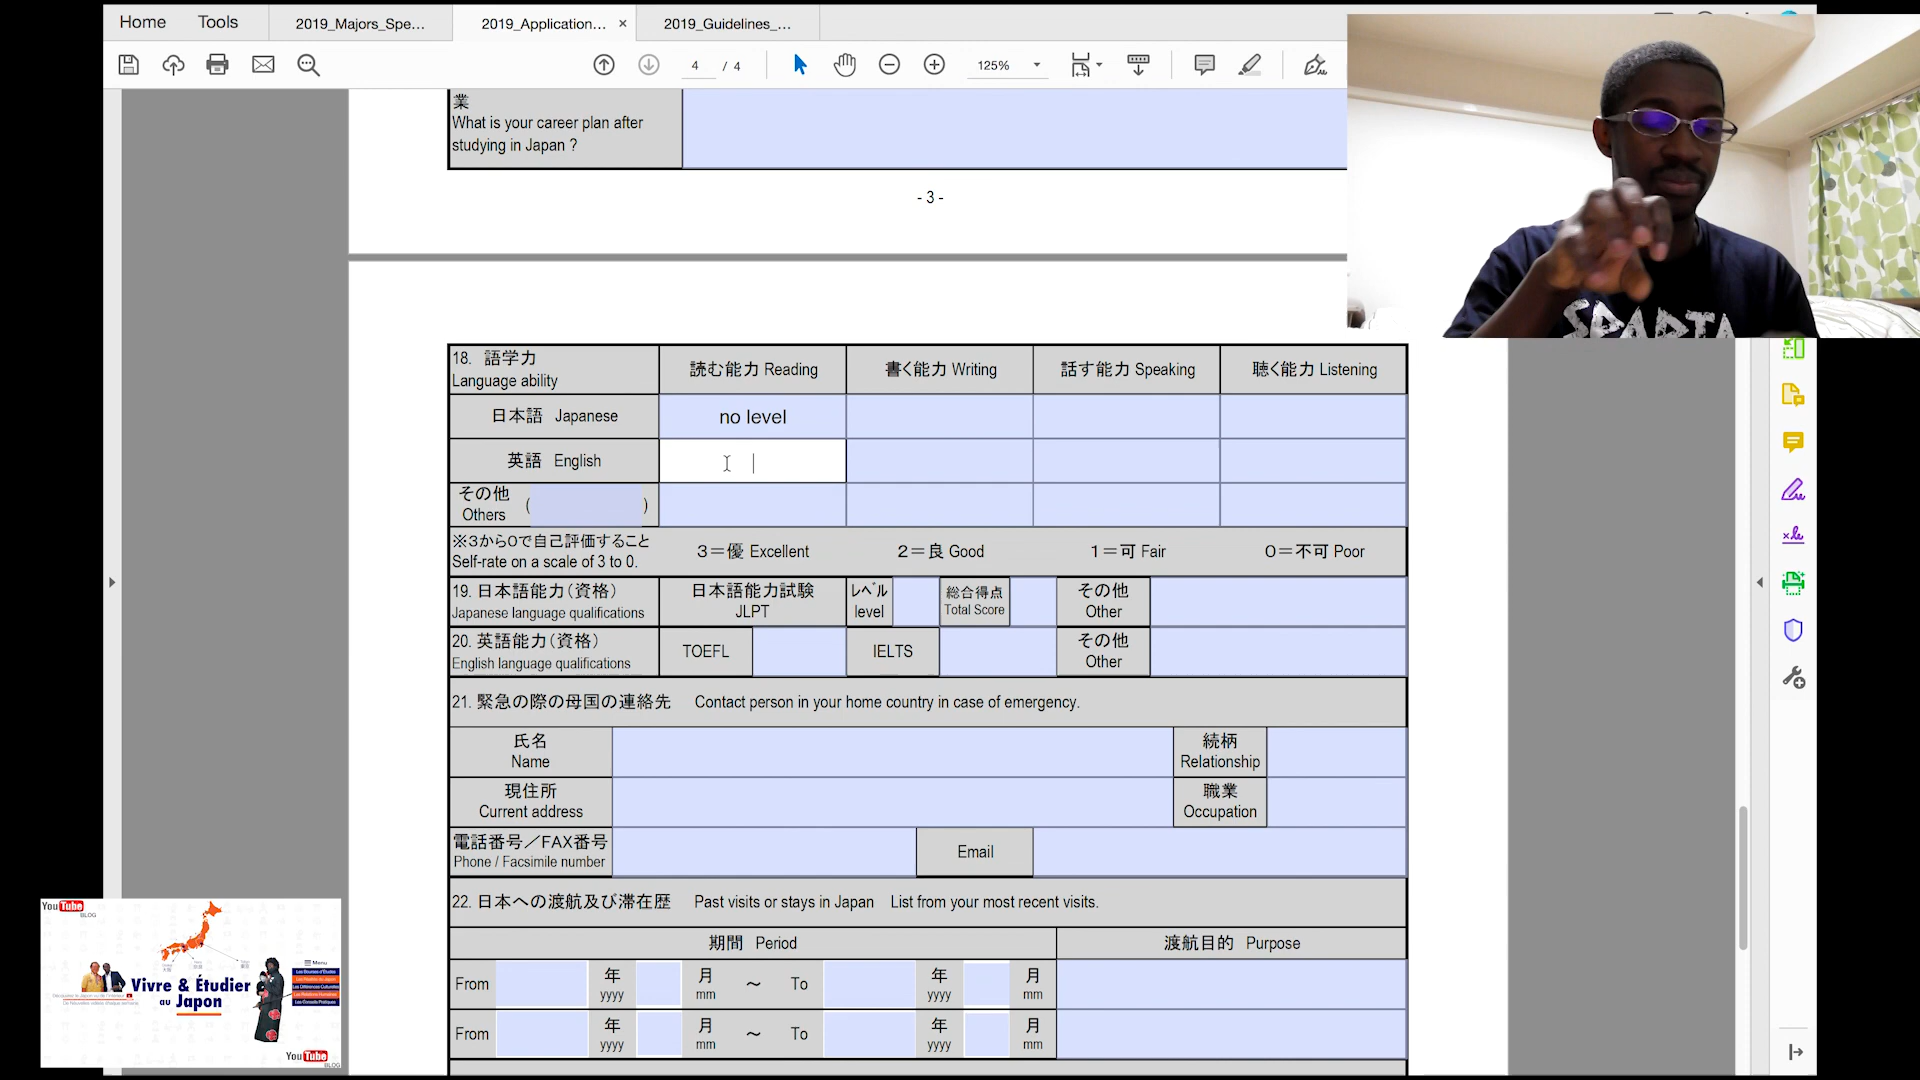 Home Tools 2019_Majors_Spe... 2019_Application... × 2019_Guidelines_...
4 / 4 125%
業
What is your career plan after
studying in Japan ?
- 3 -
SPARTA
18. 語学力
Language ability
読む能力 Reading
書く能力 Writing
話す能力 Speaking
聴く能力 Listening
日本語 Japanese
no level
英語 English
その他
Others ( )
※3から0で自己評価すること
Self-rate on a scale of 3 to 0.
3=優 Excellent
2=良 Good
1=可 Fair
0=不可 Poor
19. 日本語能力(資格)
Japanese language qualifications
日本語能力試験
JLPT
レベル
level
総合得点
Total Score
その他
Other
20. 英語能力(資格)
English language qualifications
TOEFL
IELTS
その他
Other
21. 緊急の際の母国の連絡先 Contact person in your home country in case of emergency.
氏名
Name
続柄
Relationship
現住所
Current address
職業
Occupation
電話番号/FAX番号
Phone / Facsimile number
Email
22. 日本への渡航及び滞在歴 Past visits or stays in Japan List from your most recent visits.
期間 Period
渡航目的 Purpose
From 年 月 ~ To 年 月
yyyy mm yyyy mm
From 年 月 ~ To 年 月
yyyy mm yyyy mm
YouTube
BLOG
Menu
Vivre & Étudier
au Japon
YouTube
BLOG